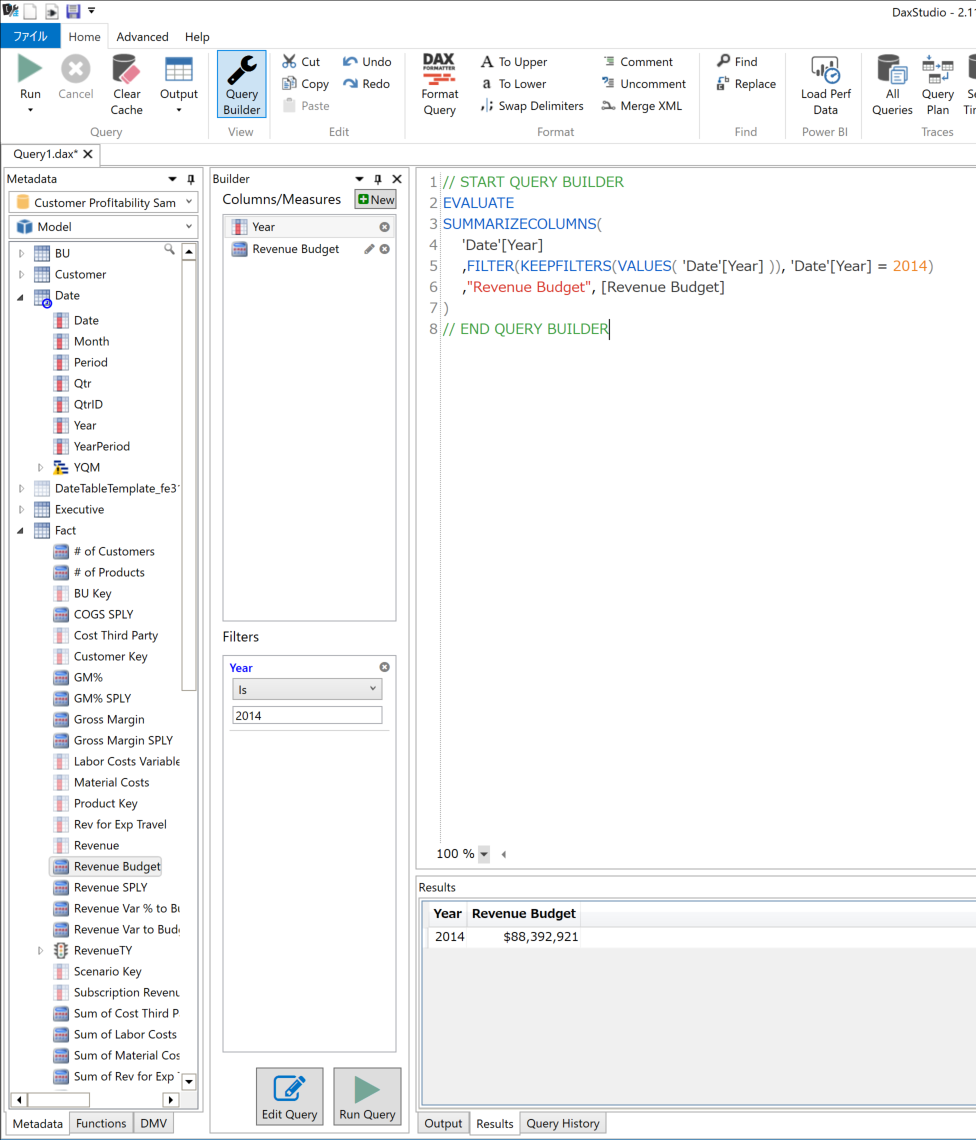 DaxStudio - 2.1
ファイル Home Advanced Help
Run
Cancel
Clear Cache
Output
Query
Query Builder
View
Cut
Copy
Paste
Undo
Redo
Edit
DAX
FORMATTER
Format Query
To Upper
To Lower
Swap Delimiters
Comment
Uncomment
Merge XML
Format
Find
Replace
Find
Load Perf Data
Power BI
All Queries
Query Plan
Traces
Query1.dax*
Metadata
Customer Profitability Sam
Model
BU
Customer
Date
Date
Month
Period
Qtr
QtrID
Year
YearPeriod
YQM
DateTableTemplate_fe3
Executive
Fact
# of Customers
# of Products
BU Key
COGS SPLY
Cost Third Party
Customer Key
GM%
GM% SPLY
Gross Margin
Gross Margin SPLY
Labor Costs Variable
Material Costs
Product Key
Rev for Exp Travel
Revenue
Revenue Budget
Revenue SPLY
Revenue Var % to Bu
Revenue Var to Budg
RevenueTY
Scenario Key
Subscription Revenu
Sum of Cost Third P
Sum of Labor Costs
Sum of Material Cos
Sum of Rev for Exp
Metadata Functions DMV
Builder
Columns/Measures New
Year
Revenue Budget
Filters
Year
Is
2014
Edit Query
Run Query
1 // START QUERY BUILDER
2 EVALUATE
3 SUMMARIZECOLUMNS(
4 'Date'[Year]
5 ,FILTER(KEEPFILTERS(VALUES( 'Date'[Year] )), 'Date'[Year] = 2014)
6 ,"Revenue Budget", [Revenue Budget]
7 )
8 // END QUERY BUILDER
100 %
Results
Year Revenue Budget
2014 $88,392,921
Output Results Query History